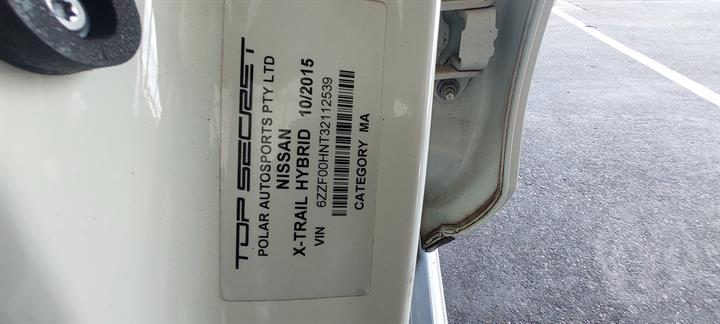 TOP SECRET
POLAR AUTOSPORTS PTY LTD
NISSAN
X-TRAIL HYBRID 10/2015
VIN 6ZZF00HNT32112539
CATEGORY MA